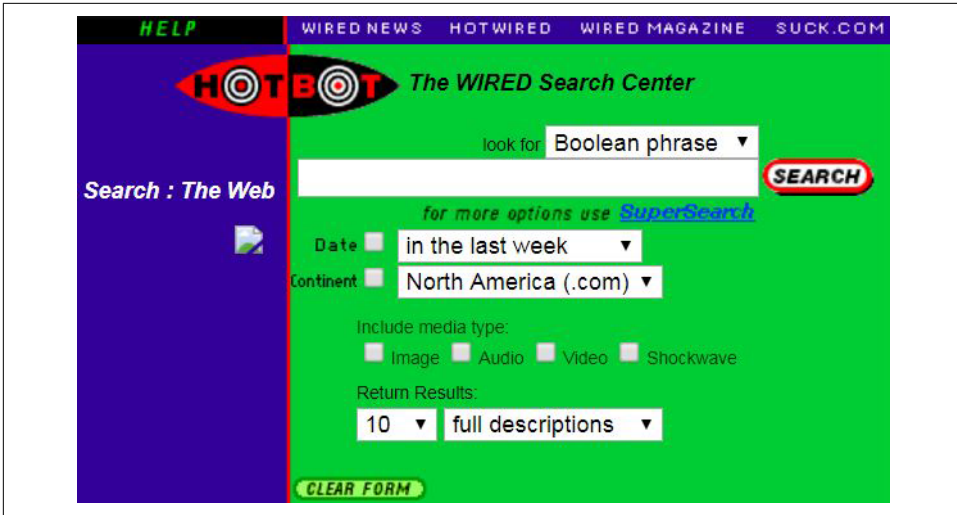 HELP WIRED NEWS HOTWIRED WIRED MAGAZINE SUCK.COM
HOTBOT The WIRED Search Center
look for Boolean phrase
Search : The Web
SEARCH
for more options use SuperSearch
Date in the last week
Continent North America (.com)
Include media type:
Image Audio Video Shockwave
Return Results:
10 full descriptions
CLEAR FORM